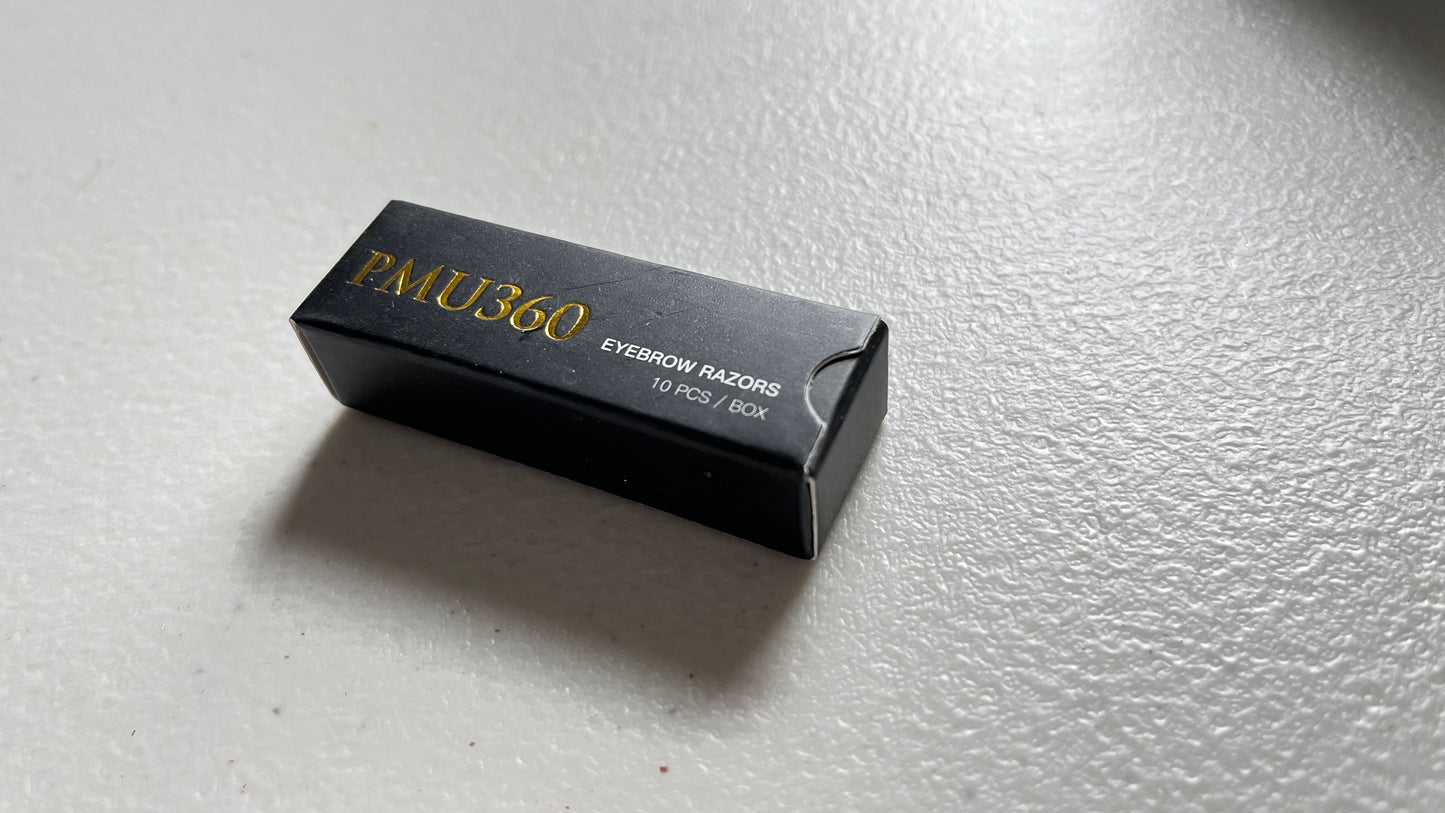 PMU360
EYEBROW RAZORS
10 PCS / BOX